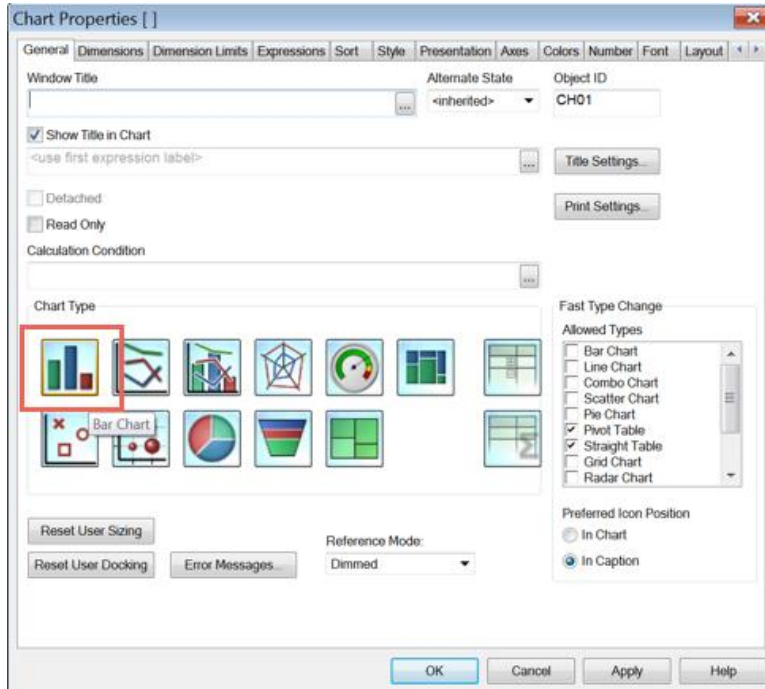 Chart Properties [ ]
General Dimensions Dimension Limits Expressions Sort Style Presentation Axes Colors Number Font Layout
Window Title
Alternate State
Object ID
...
<inherited>
CH01
Show Title in Chart
<use first expression label>
...
Title Settings...
Detached
Print Settings...
Read Only
Calculation Condition
...
Chart Type
Fast Type Change
Allowed Types
Bar Chart
Line Chart
Combo Chart
Scatter Chart
Pie Chart
Pivot Table
Straight Table
Grid Chart
Radar Chart
Bar Chart
Preferred Icon Position
In Chart
In Caption
Reset User Sizing
Reference Mode:
Reset User Docking
Error Messages...
Dimmed
OK
Cancel
Apply
Help